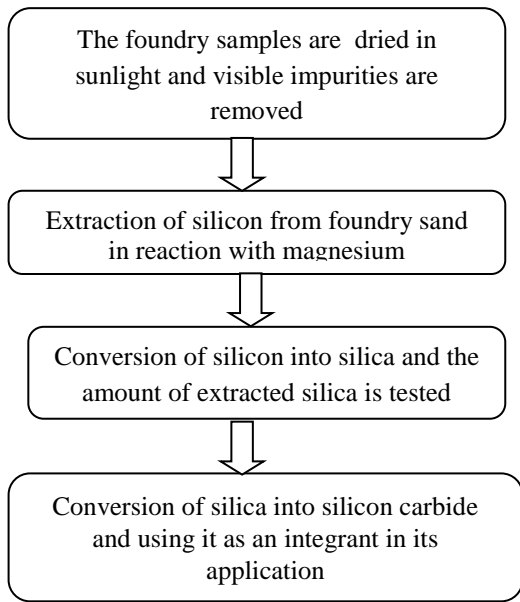 The foundry samples are dried in
sunlight and visible impurities are
removed
Extraction of silicon from foundry sand
in reaction with magnesium
Conversion of silicon into silica and the
amount of extracted silica is tested
Conversion of silica into silicon carbide
and using it as an integrant in its
application